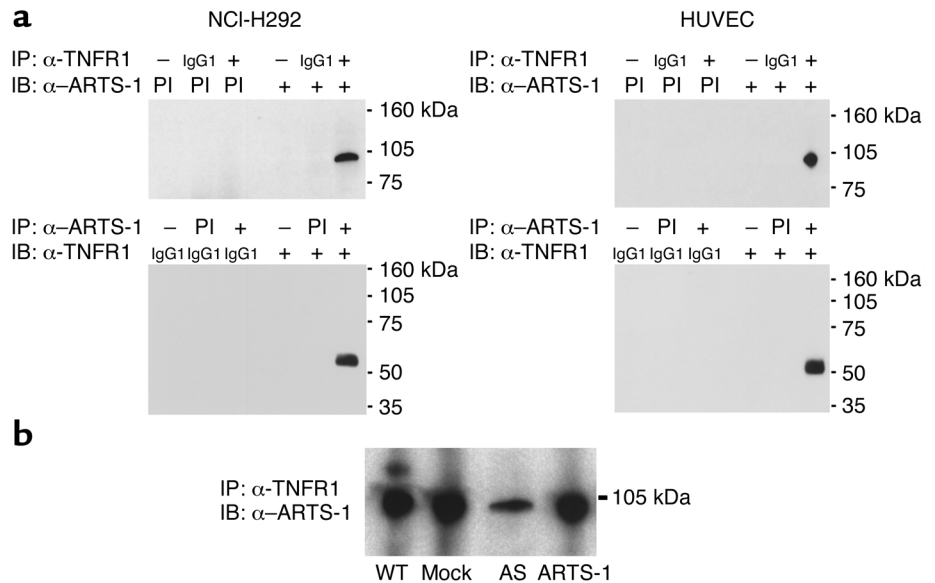 a
NCI-H292
HUVEC
IP: α-TNFR1 – IgG1 + – IgG1 +
IB: α–ARTS-1 PI PI PI + + +
- 160 kDa
- 105
- 75
IP: α–ARTS-1 – PI + – PI +
IB: α-TNFR1 IgG1 IgG1 IgG1 + + +
- 160 kDa
- 105
- 75
- 50
- 35
IP: α-TNFR1 – IgG1 + – IgG1 +
IB: α–ARTS-1 PI PI PI + + +
- 160 kDa
- 105
- 75
IP: α–ARTS-1 – PI + – PI +
IB: α-TNFR1 IgG1 IgG1 IgG1 + + +
- 160 kDa
- 105
- 75
- 50
- 35
b
IP: α-TNFR1
IB: α–ARTS-1
- 105 kDa
WT Mock AS ARTS-1